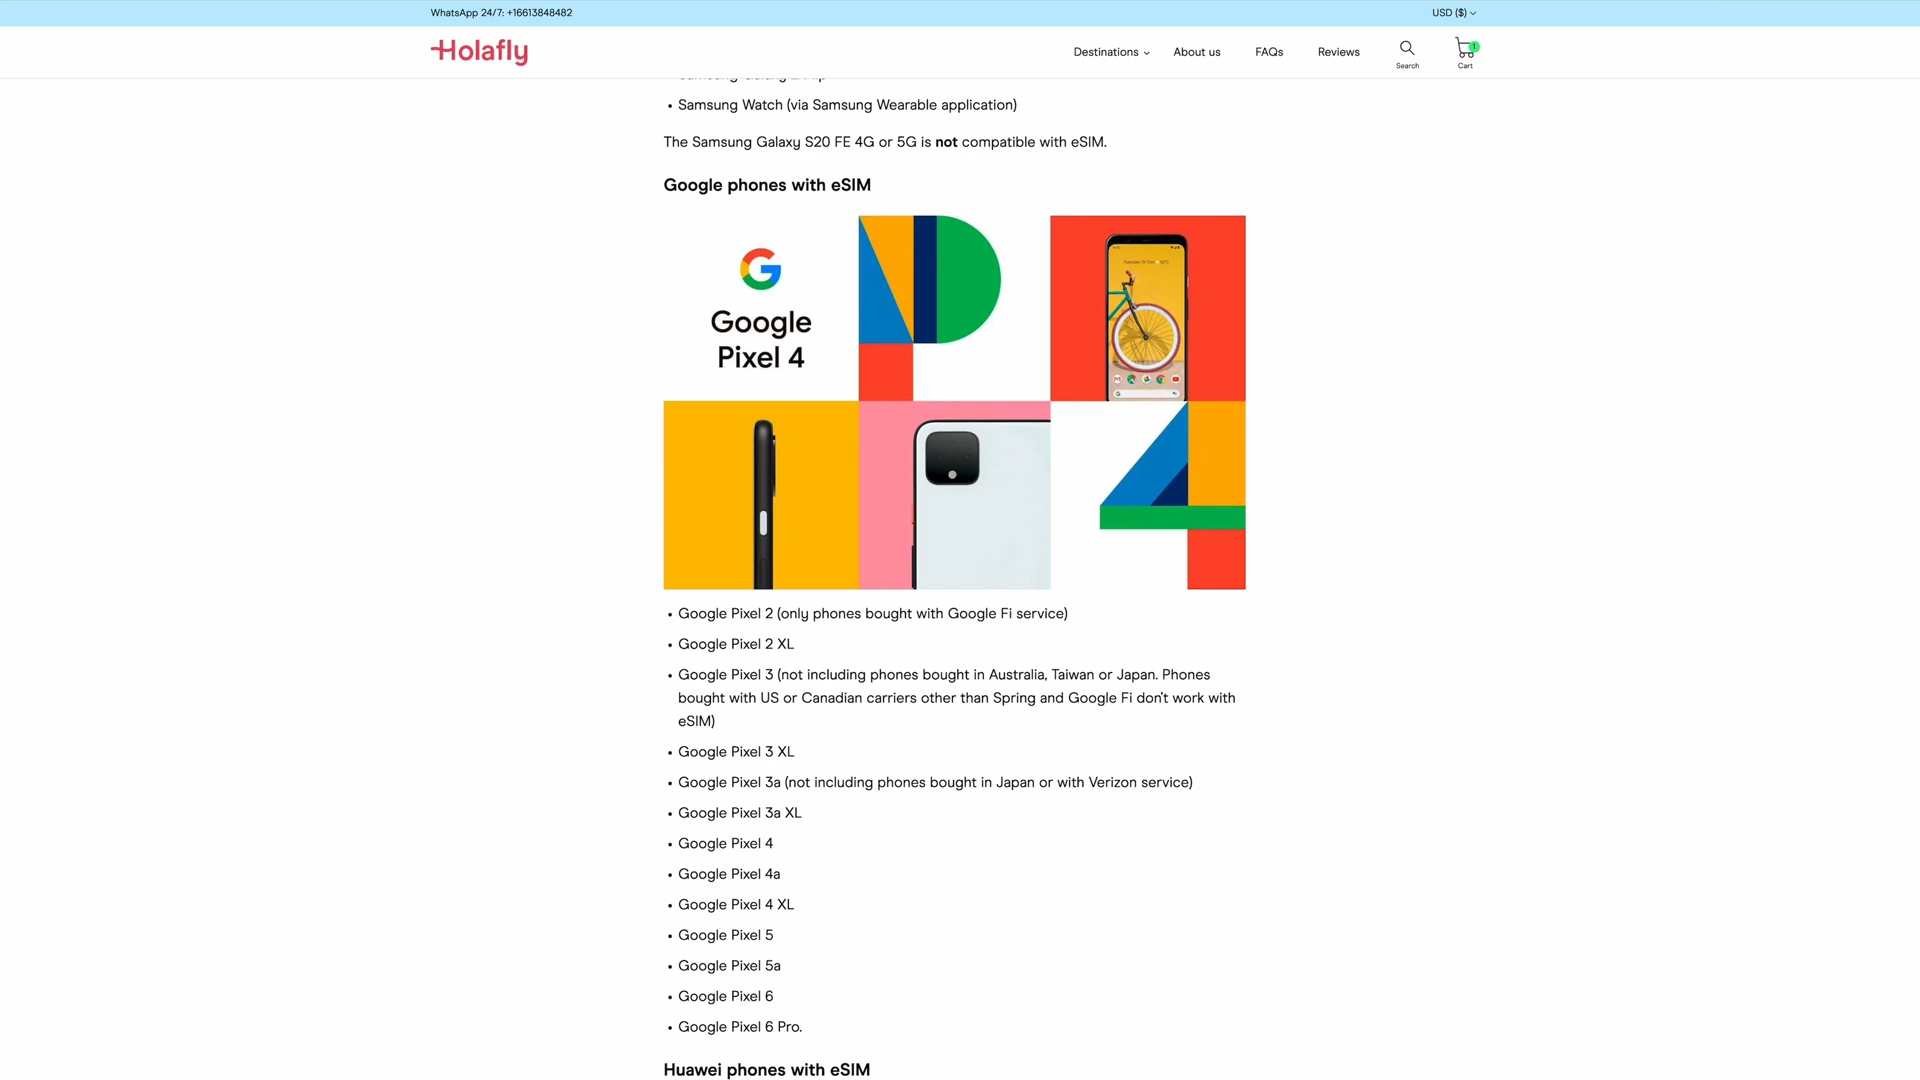 WhatsApp 24/7: +16613848482
USD ($)
Holafly
Destinations
About us
FAQs
Reviews
Search
1
Cart
• Samsung Watch (via Samsung Wearable application)
The Samsung Galaxy S20 FE 4G or 5G is not compatible with eSIM.
Google phones with eSIM
Google
Pixel 4
• Google Pixel 2 (only phones bought with Google Fi service)
• Google Pixel 2 XL
• Google Pixel 3 (not including phones bought in Australia, Taiwan or Japan. Phones
bought with US or Canadian carriers other than Spring and Google Fi don't work with
eSIM)
• Google Pixel 3 XL
• Google Pixel 3a (not including phones bought in Japan or with Verizon service)
• Google Pixel 3a XL
• Google Pixel 4
• Google Pixel 4a
• Google Pixel 4 XL
• Google Pixel 5
• Google Pixel 5a
• Google Pixel 6
• Google Pixel 6 Pro.
Huawei phones with eSIM